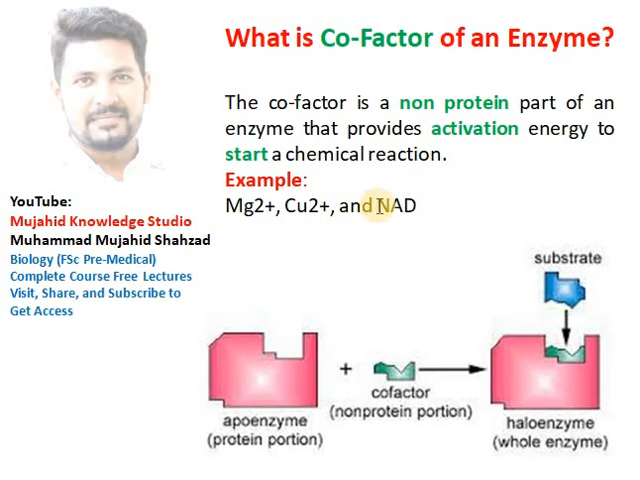 What is Co-Factor of an Enzyme?
The co-factor is a non protein part of an
enzyme that provides activation energy to
start a chemical reaction.
Example:
Mg2+, Cu2+, and NAD
YouTube:
Mujahid Knowledge Studio
Muhammad Mujahid Shahzad
Biology (FSc Pre-Medical)
Complete Course Free Lectures
Visit, Share, and Subscribe to
Get Access
substrate
+
cofactor
(nonprotein portion)
apoenzyme
(protein portion)
haloenzyme
(whole enzyme)